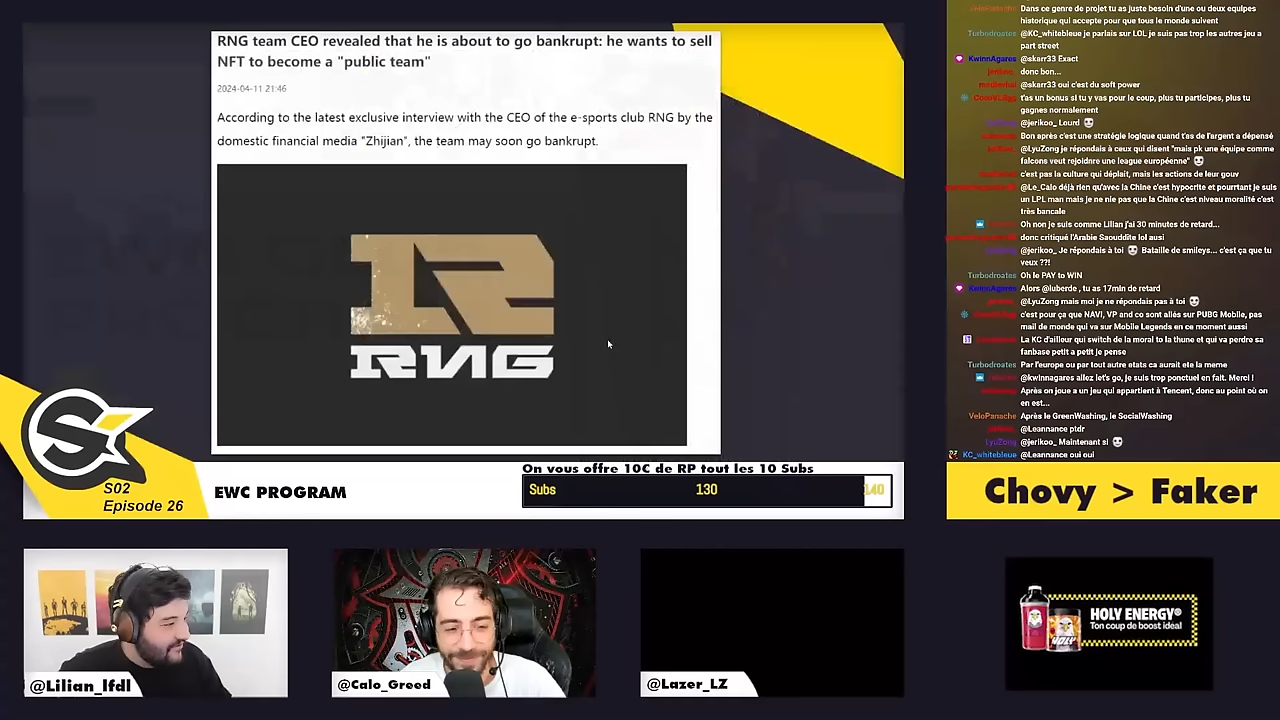 RNG team CEO revealed that he is about to go bankrupt: he wants to sell
NFT to become a "public team"
2024-04-11 21:46
According to the latest exclusive interview with the CEO of the e-sports club RNG by the
domestic financial media "Zhijian", the team may soon go bankrupt.
RNG
S02
Episode 26
EWC PROGRAM
On vous offre 10€ de RP tout les 10 Subs
Subs
130
140
@Lilian_lfdl
@Calo_Greed
@Lazer_LZ
Dans ce genre de projet tu as juste besoin d'une ou deux equipes
historique qui accepte pour que tous le monde suivent
Turbodroates @KC_whitebleue je parlais sur LOL je suis pas trop les autres jeu a
part street
KwinnAgares @skarr33 Exact
donc bon...
@skarr33 oui c'est du soft power
t'as un bonus si tu y vas pour le coup, plus tu participes, plus tu
gagnes normalement
@jerikoo_ Lourd
Bon après c'est une stratégie logique quand t'as de l'argent a dépensé
@LyuZong je répondais à ceux qui disent "mais pk une équipe comme
falcons veut rejoindre une league européenne"
c'est pas la culture qui déplait, mais les actions de leur gouv
@Le_Calo déjà rien qu'avec la Chine c'est hypocrite et pourtant je suis
un LPL man mais je ne nie pas que la Chine c'est niveau moralité c'est
très bancale
Oh non je suis comme Lilian j'ai 30 minutes de retard...
donc critiqué l'Arabie Saouddite lol ausi
@jerikoo_ Je répondais à toi Bataille de smileys... c'est ça que tu
veux ??!
Turbodroates Oh le PAY to WIN
KwinnAgares Alors @luberde , tu as 17min de retard
@LyuZong mais moi je ne répondais pas à toi
c'est pour ça que NAVI, VP and co sont allés sur PUBG Mobile, pas
mail de monde qui va sur Mobile Legends en ce moment aussi
La KC d'ailleur qui switch de la moral to la thune et qui va perdre sa
fanbase petit a petit je pense
Turbodroates Par l'europe ou par tout autre etats ca aurait ete la meme
@kwinnagares allez let's go, je suis trop ponctuel en fait. Merci !
Après on joue a un jeu qui appartient à Tencent, donc au point où on
en est...
VeloPanache Après le GreenWashing, le SocialWashing
@Leannance ptdr
LyuZong @jerikoo_ Maintenant si
KC_whitebleue @Leannance oui oui
Chovy > Faker
HOLY ENERGY®
Ton coup de boost ideal
HOLY